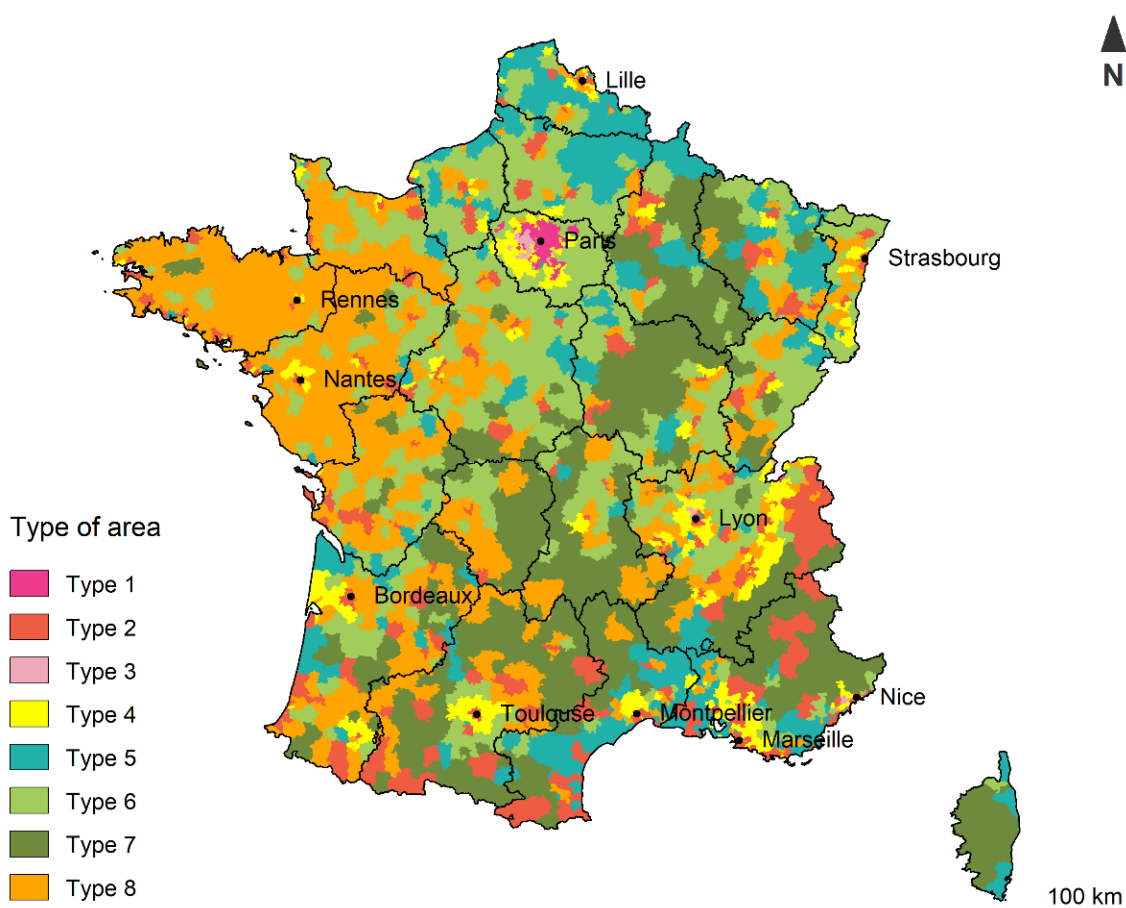 N
Lille
Paris
Strasbourg
Rennes
Nantes
Lyon
Type of area
Type 1
Bordeaux
Type 2
Type 3
Nice
Type 4
Toulouse
Montpellier
Marseille
Type 5
Type 6
Type 7
Type 8
100 km